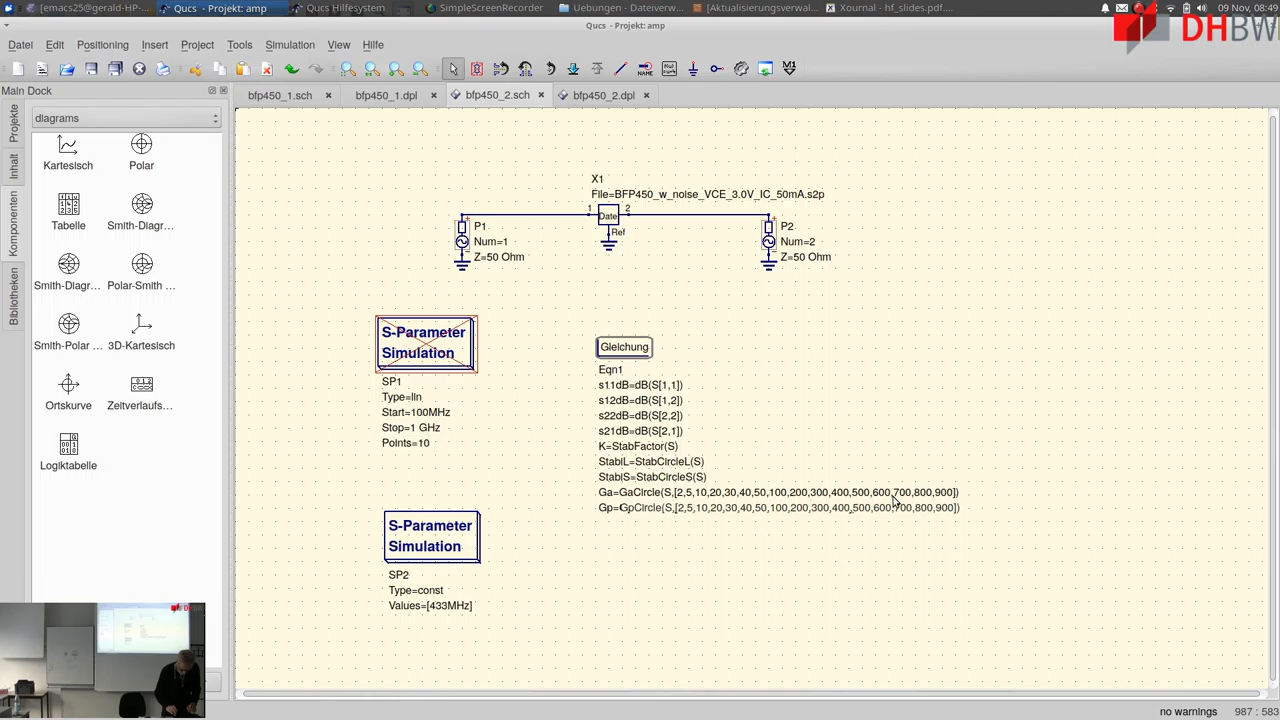 [emacs25@gerald-HP-...
Qucs - Projekt: amp
Qucs Hilfesystem
SimpleScreenRecorder
Uebungen - Dateiverwalt...
[Aktualisierungsverwal...
Xournal - hf_slides.pdf...
09 Nov, 08:49
Qucs - Projekt: amp
DHBW
Datei Edit Positioning Insert Project Tools Simulation View Hilfe
Main Dock
bfp450_1.sch
bfp450_1.dpl
bfp450_2.sch
bfp450_2.dpl
Projekte
Inhalt
Komponenten
Bibliotheken
diagrams
Kartesisch
Polar
Tabelle
Smith-Diagr...
Smith-Diagr...
Polar-Smith ...
Smith-Polar ...
3D-Kartesisch
Ortskurve
Zeitverlaufs...
Logiktabelle
X1
File=BFP450_w_noise_VCE_3.0V_IC_50mA.s2p
1
2
Ref
P1
Num=1
Z=50 Ohm
P2
Num=2
Z=50 Ohm
S-Parameter
Simulation
SP1
Type=lin
Start=100MHz
Stop=1 GHz
Points=10
Gleichung
Eqn1
s11dB=dB(S[1,1])
s12dB=dB(S[1,2])
s22dB=dB(S[2,2])
s21dB=dB(S[2,1])
K=StabFactor(S)
StabiL=StabCircleL(S)
StabiS=StabCircleS(S)
Ga=GaCircle(S,[2,5,10,20,30,40,50,100,200,300,400,500,600,700,800,900])
Gp=GpCircle(S,[2,5,10,20,30,40,50,100,200,300,400,500,600,700,800,900])
S-Parameter
Simulation
SP2
Type=const
Values=[433MHz]
no warnings
987 : 583